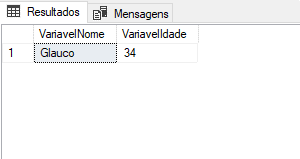 Resultados Mensagens
VariavelNome VariavelIdade
1 Glauco 34